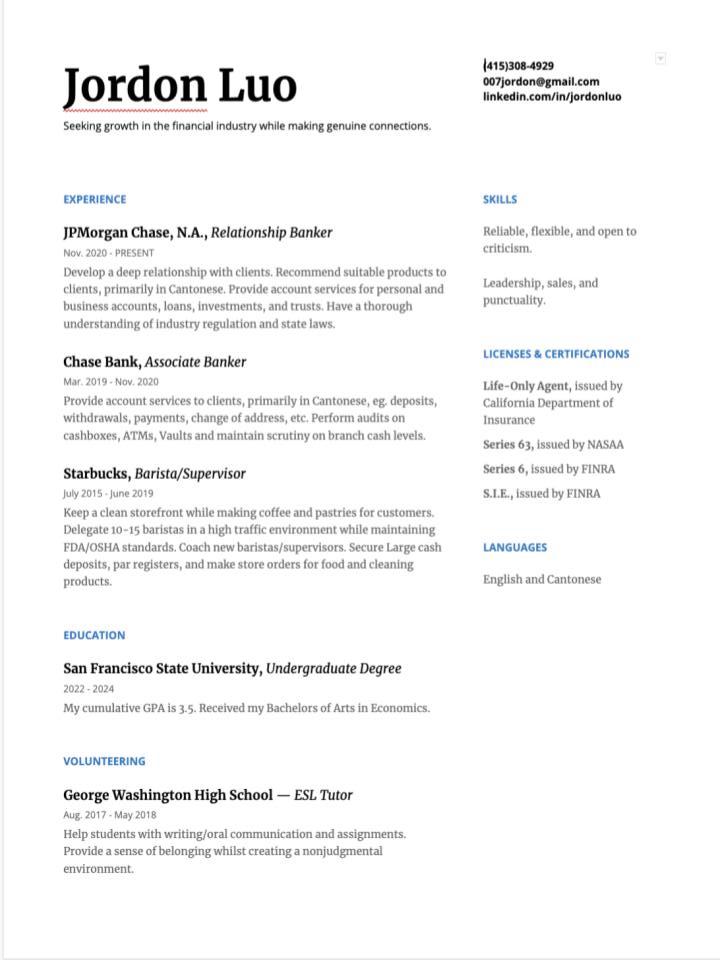 Jordon Luo
Seeking growth in the financial industry while making genuine connections.
(415)308-4929
007jordon@gmail.com
linkedin.com/in/jordonluo
EXPERIENCE
JPMorgan Chase, N.A., Relationship Banker
Nov. 2020 - PRESENT
Develop a deep relationship with clients. Recommend suitable products to
clients, primarily in Cantonese. Provide account services for personal and
business accounts, loans, investments, and trusts. Have a thorough
understanding of industry regulation and state laws.
Chase Bank, Associate Banker
Mar. 2019 - Nov. 2020
Provide account services to clients, primarily in Cantonese, eg. deposits,
withdrawals, payments, change of address, etc. Perform audits on
cashboxes, ATMs, Vaults and maintain scrutiny on branch cash levels.
Starbucks, Barista/Supervisor
July 2015 - June 2019
Keep a clean storefront while making coffee and pastries for customers.
Delegate 10-15 baristas in a high traffic environment while maintaining
FDA/OSHA standards. Coach new baristas/supervisors. Secure Large cash
deposits, par registers, and make store orders for food and cleaning
products.
EDUCATION
San Francisco State University, Undergraduate Degree
2022 - 2024
My cumulative GPA is 3.5. Received my Bachelors of Arts in Economics.
VOLUNTEERING
George Washington High School — ESL Tutor
Aug. 2017 - May 2018
Help students with writing/oral communication and assignments.
Provide a sense of belonging whilst creating a nonjudgmental
environment.
SKILLS
Reliable, flexible, and open to
criticism.
Leadership, sales, and
punctuality.
LICENSES & CERTIFICATIONS
Life-Only Agent, issued by
California Department of
Insurance
Series 63, issued by NASAA
Series 6, issued by FINRA
S.I.E., issued by FINRA
LANGUAGES
English and Cantonese